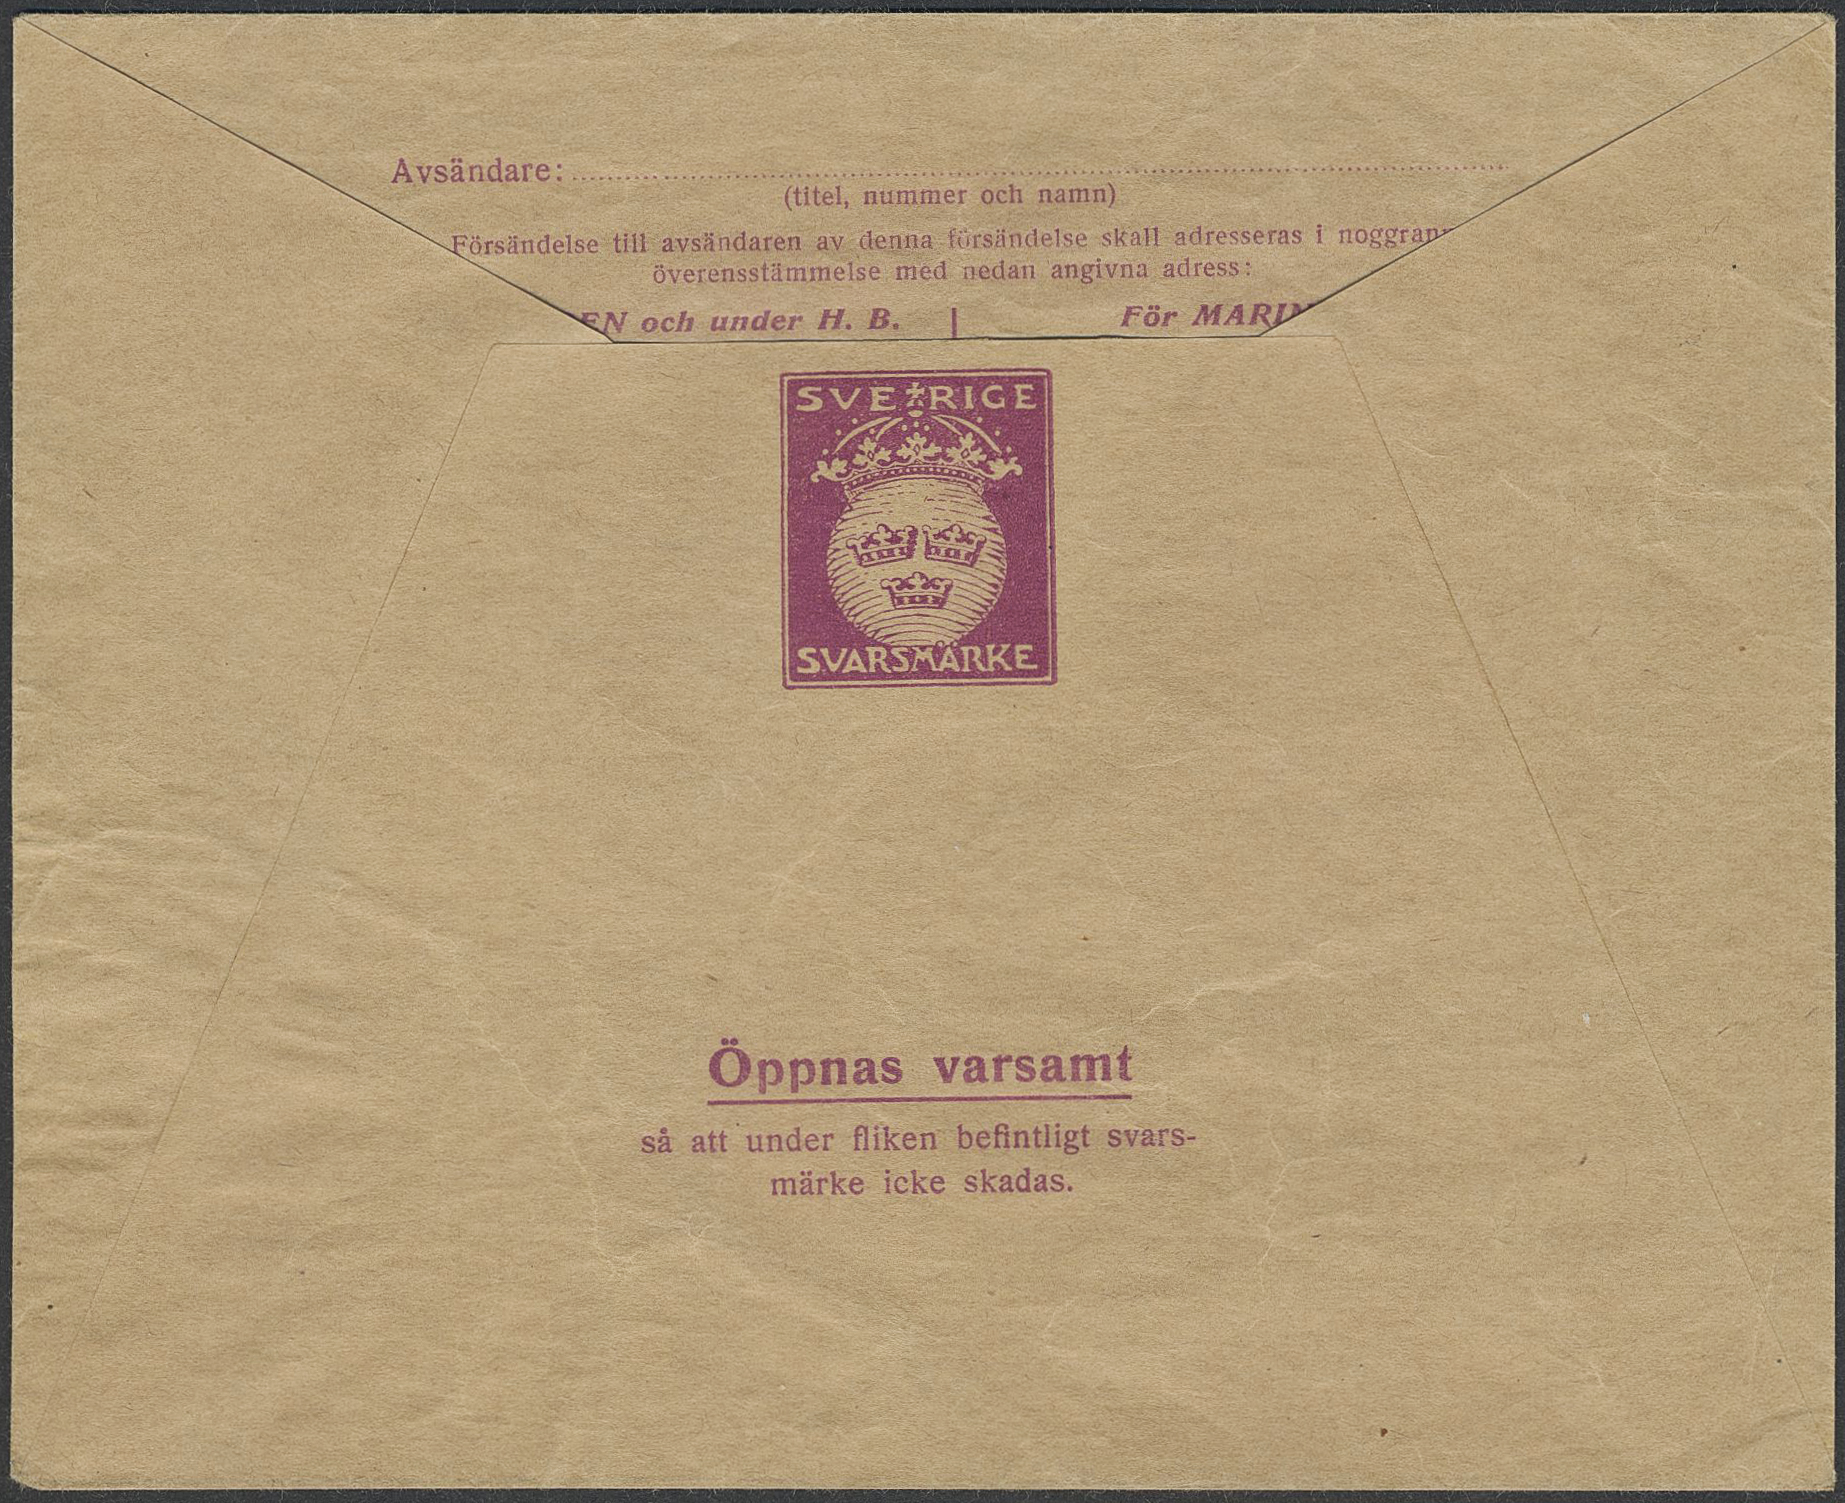 Avsändare:
(titel, nummer och namn)
Försändelse till avsändaren av denna försändelse skall adresseras i
överensstämmelse med nedan angivna adress:
och under H. B. | För
SVERIGE
SVARSMÄRKE
Öppnas varsamt
så att under fliken befintligt svars-
märke icke skadas.